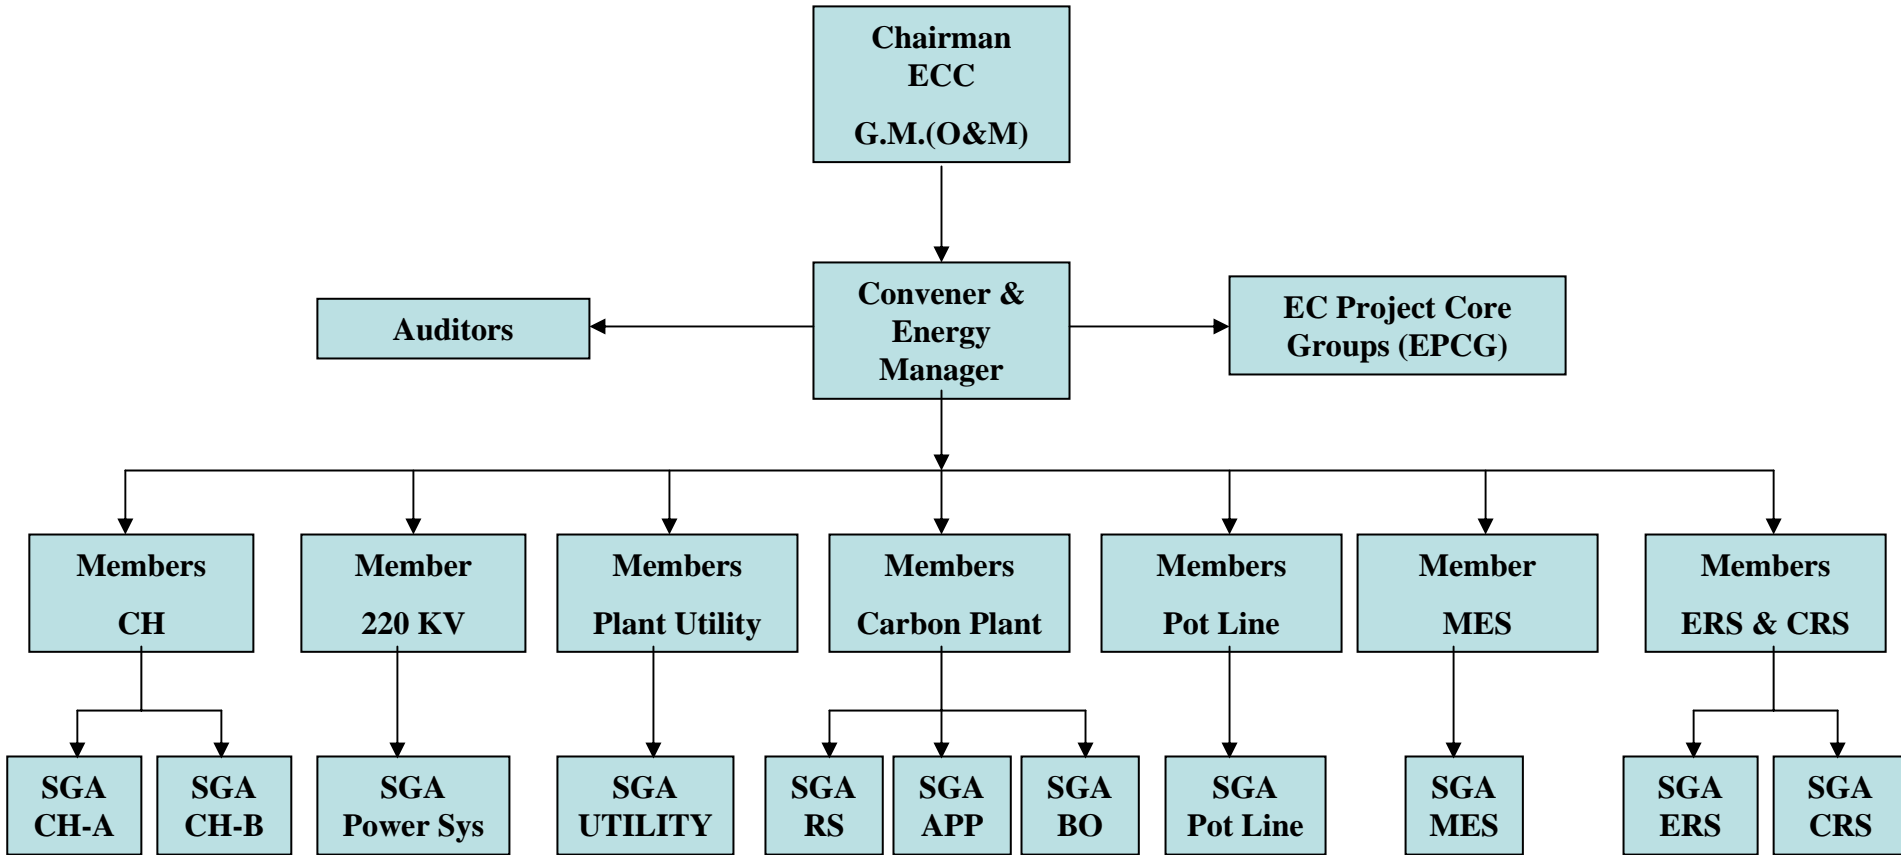 Chairman
ECC
G.M.(O&M)
Auditors
Convener &
Energy
Manager
EC Project Core
Groups (EPCG)
Members
CH
Member
220 KV
Members
Plant Utility
Members
Carbon Plant
Members
Pot Line
Member
MES
Members
ERS & CRS
SGA
CH-A
SGA
CH-B
SGA
Power Sys
SGA
UTILITY
SGA
RS
SGA
APP
SGA
BO
SGA
Pot Line
SGA
MES
SGA
ERS
SGA
CRS